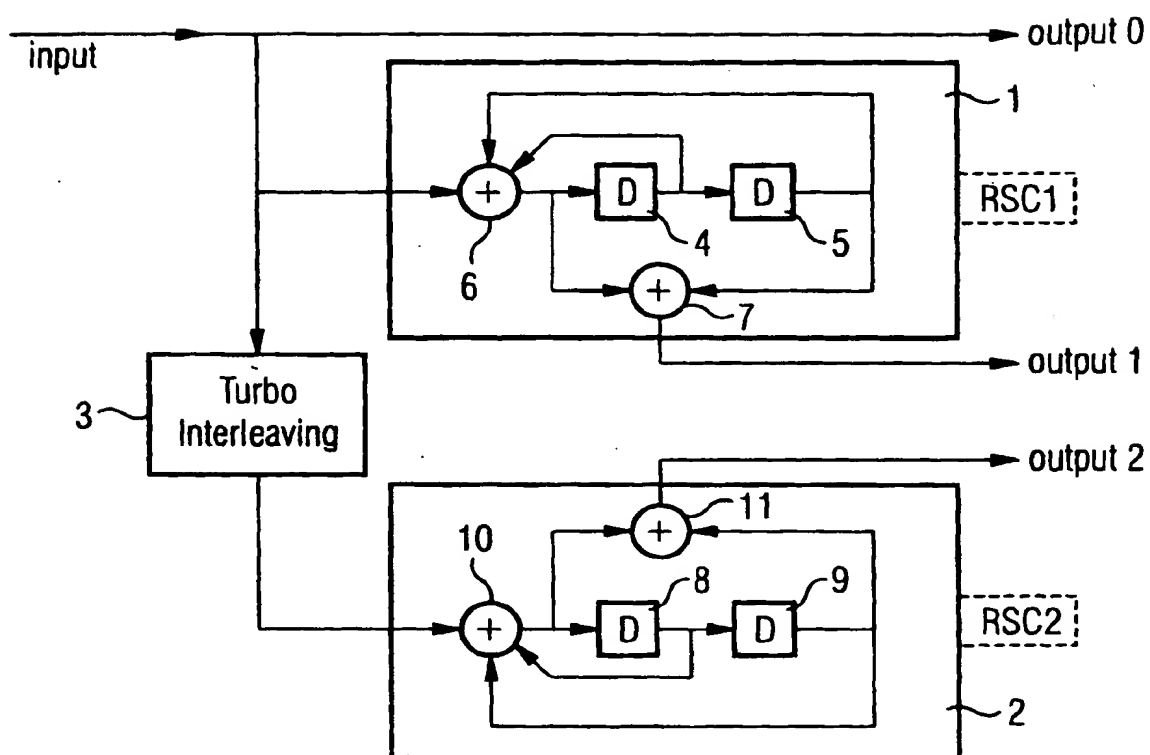 input
output 0
1
+
D
D
RSC1
4
5
6
+
7
output 1
Turbo
Interleaving
3
output 2
11
+
10
8
9
+
D
D
RSC2
2